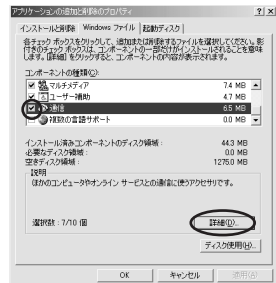 アプリケーションの追加と削除のプロパティ ? ×
インストールと削除 Windows ファイル 起動ディスク
各チェック ボックスをクリックして、追加または削除するファイルを選択してください。影
付きのチェック ボックスは、コンポーネントの一部だけがインストールされることを意味
します。[詳細] をクリックすると、コンポーネントの内容が表示されます。
コンポーネントの種類(C):
マルチメディア 7.4 MB
ユーザー補助 4.7 MB
通信 6.5 MB
複数の言語サポート 0.0 MB
インストール済みコンポーネントのディスク領域: 44.3 MB
必要なディスク領域: 0.0 MB
空きディスク領域: 1275.0 MB
説明
ほかのコンピュータやオンライン サービスとの通信に使うアクセサリです。
選択数: 7/10 個 詳細(D)...
ディスク使用(H)...
OK キャンセル 適用(A)